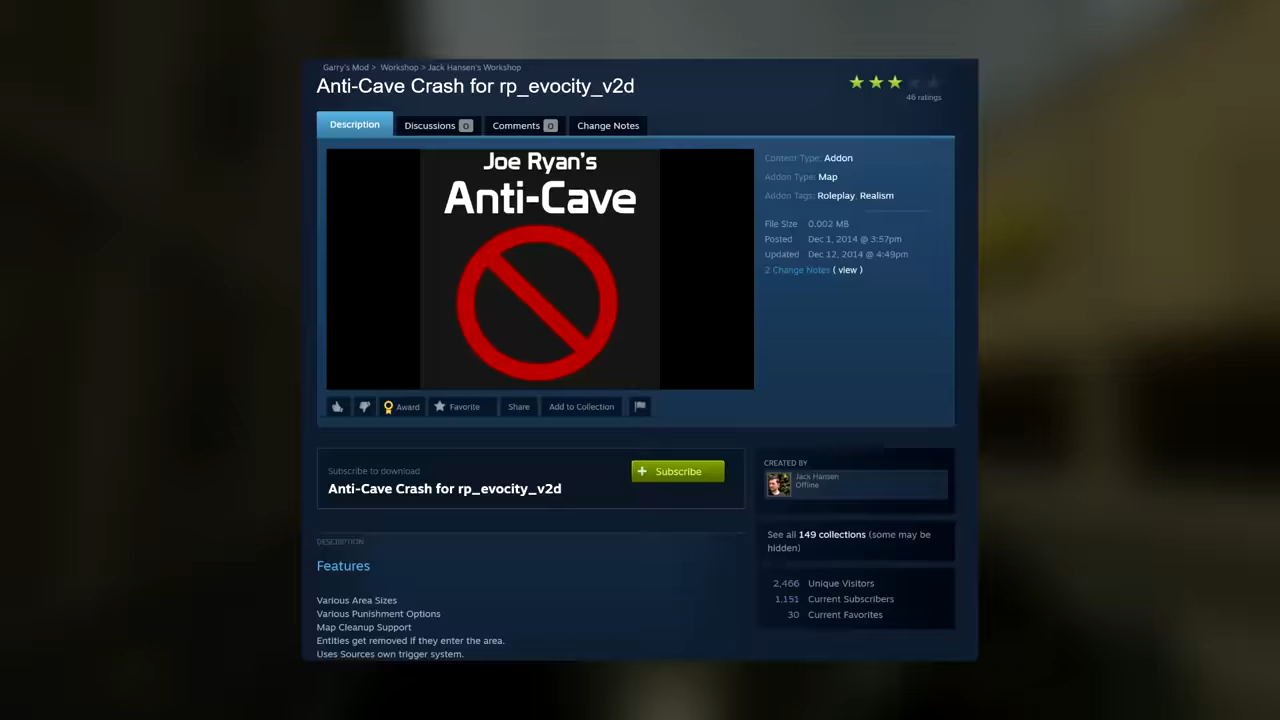 Garry's Mod > Workshop > Jack Hansen's Workshop
Anti-Cave Crash for rp_evocity_v2d
46 ratings
Description Discussions 0 Comments 0 Change Notes
Joe Ryan's
Anti-Cave
Content Type: Addon
Addon Type: Map
Addon Tags: Roleplay, Realism
File Size 0.002 MB
Posted Dec 1, 2014 @ 3:57pm
Updated Dec 12, 2014 @ 4:49pm
2 Change Notes ( view )
Award Favorite Share Add to Collection
Subscribe to download
Anti-Cave Crash for rp_evocity_v2d
+ Subscribe
CREATED BY
Jack Hansen
Offline
See all 149 collections (some may be
hidden)
2,466 Unique Visitors
1,151 Current Subscribers
30 Current Favorites
DESCRIPTION
Features
Various Area Sizes
Various Punishment Options
Map Cleanup Support
Entities get removed if they enter the area.
Uses Sources own trigger system.